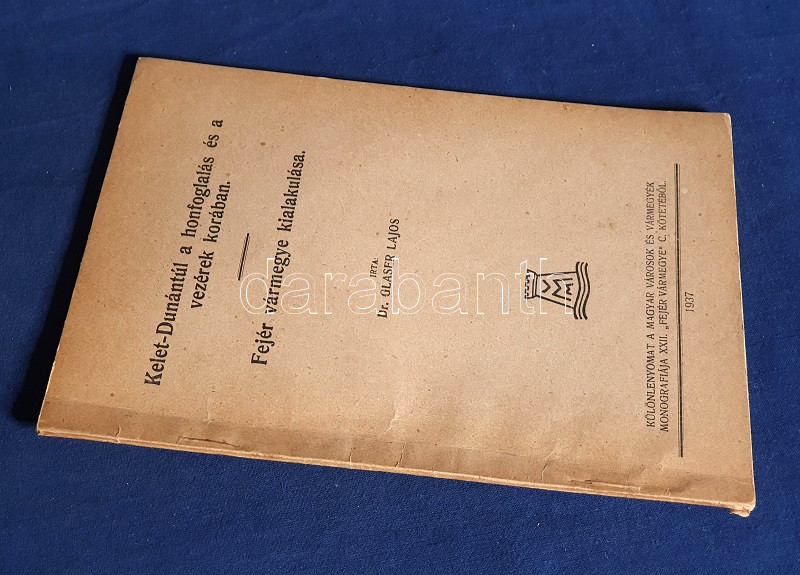 Kelet-Dunántúl a honfoglalás és a
vezérek korában.
Fejér vármegye kialakulása.
IRTA:
Dr. GLASER LAJOS
MMM
KÜLÖNLENYOMAT A MAGYAR VÁROSOK ÉS VÁRMEGYÉK
MONOGRAFIÁJA XXII. „FEJÉR VÁRMEGYE" C. KÖTETÉBŐL.
1937
darabanth